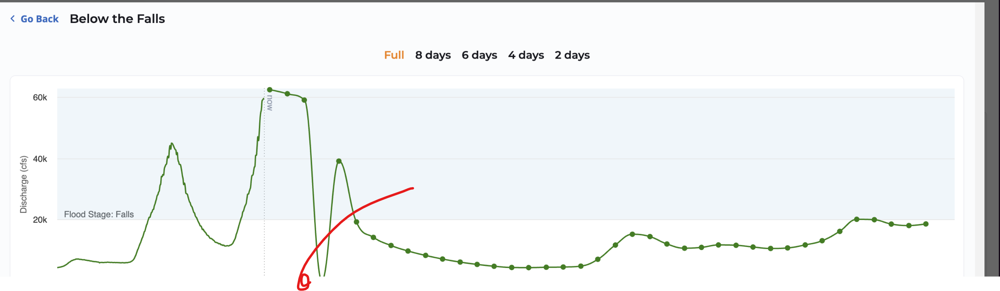 Go Back Below the Falls
Full 8 days 6 days 4 days 2 days
60k
now
40k
Discharge (cfs)
Flood Stage: Falls
20k